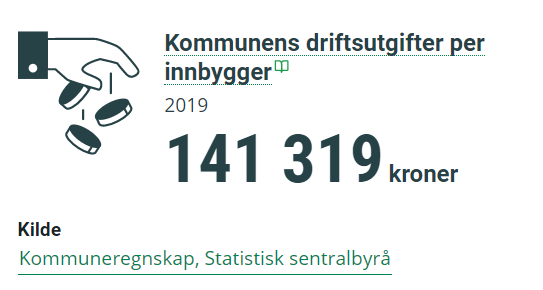 Kommunens driftsutgifter per
innbygger
2019
141 319 kroner
Kilde
Kommuneregnskap, Statistisk sentralbyrå